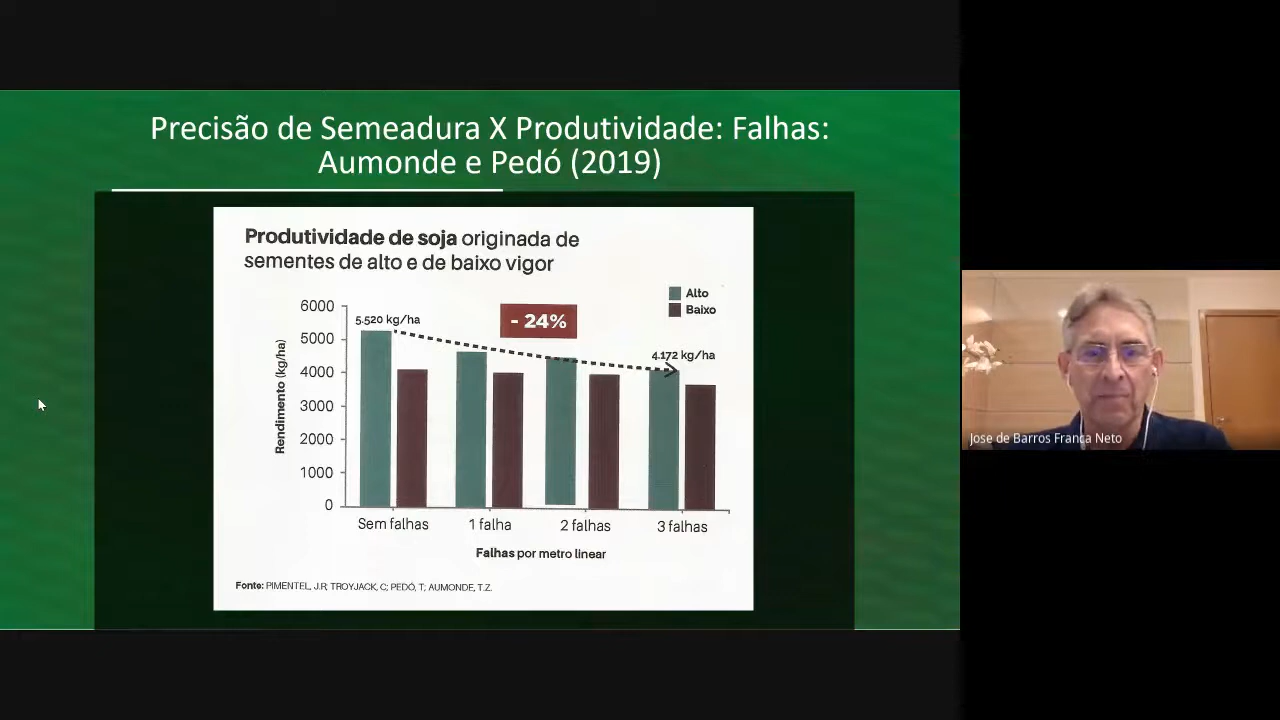 Precisão de Semeadura X Produtividade: Falhas:
Aumonde e Pedó (2019)
Produtividade de soja originada de
sementes de alto e de baixo vigor
Alto
Baixo
- 24%
5.520 kg/ha
4.172 kg/ha
Rendimento (kg/ha)
6000
5000
4000
3000
2000
1000
0
Sem falhas 1 falha 2 falhas 3 falhas
Falhas por metro linear
Fonte: PIMENTEL, J.R; TROYJACK, C; PEDÓ, T; AUMONDE, T.Z.
Jose de Barros Franca Neto